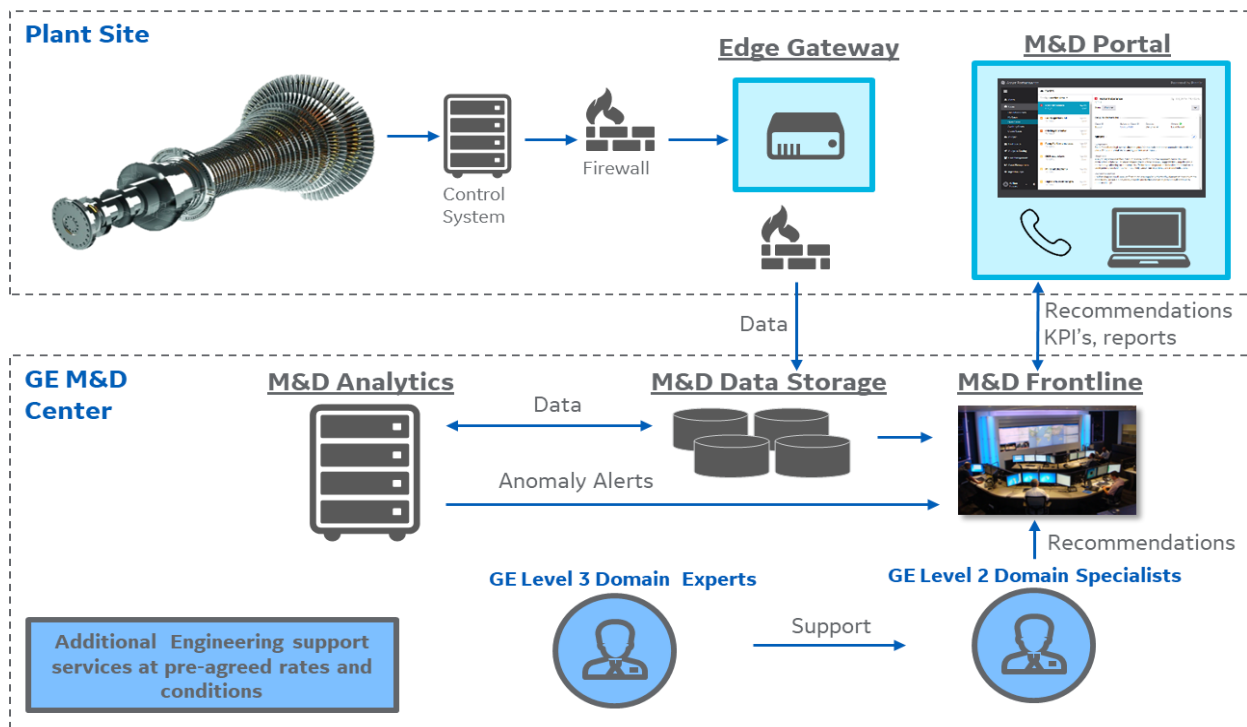 Plant Site
Edge Gateway
M&D Portal
Control
System
Firewall
Data
Recommendations
KPI's, reports
GE M&D
Center
M&D Analytics
M&D Data Storage
M&D Frontline
Data
Anomaly Alerts
Recommendations
GE Level 3 Domain Experts
GE Level 2 Domain Specialists
Support
Additional Engineering support
services at pre-agreed rates and
conditions